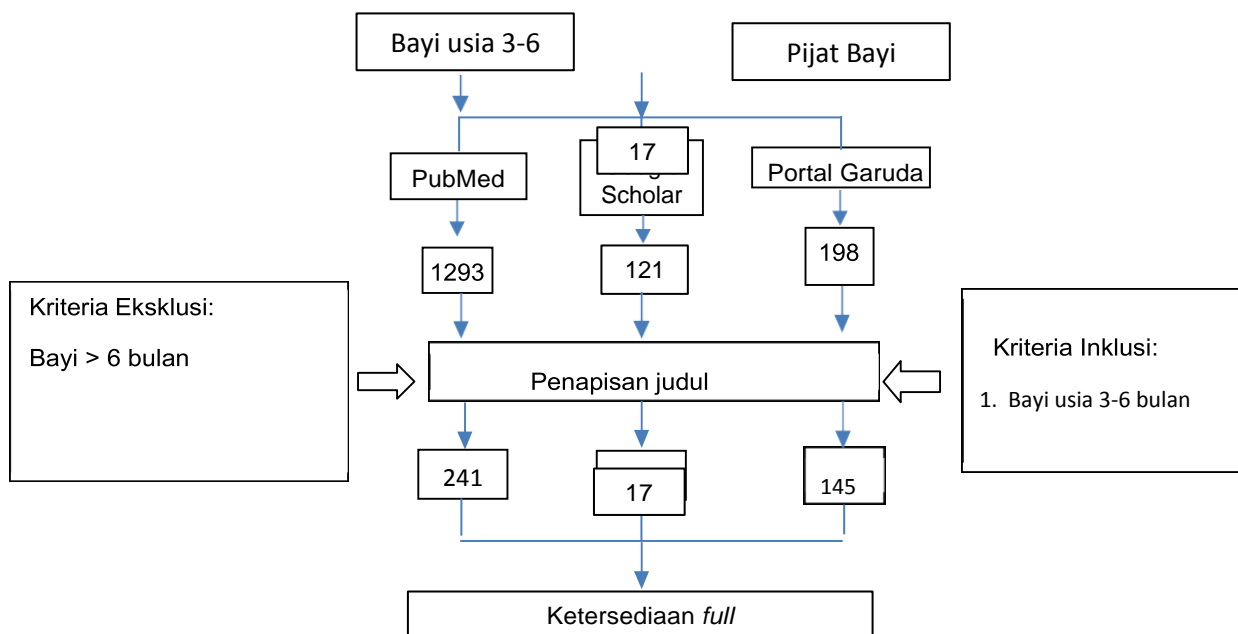 Bayi usia 3-6
Pijat Bayi
PubMed
17
Scholar
Portal Garuda
1293
121
198
Kriteria Eksklusi:
Bayi > 6 bulan
Penapisan judul
Kriteria Inklusi:
1. Bayi usia 3-6 bulan
241
17
145
Ketersediaan full